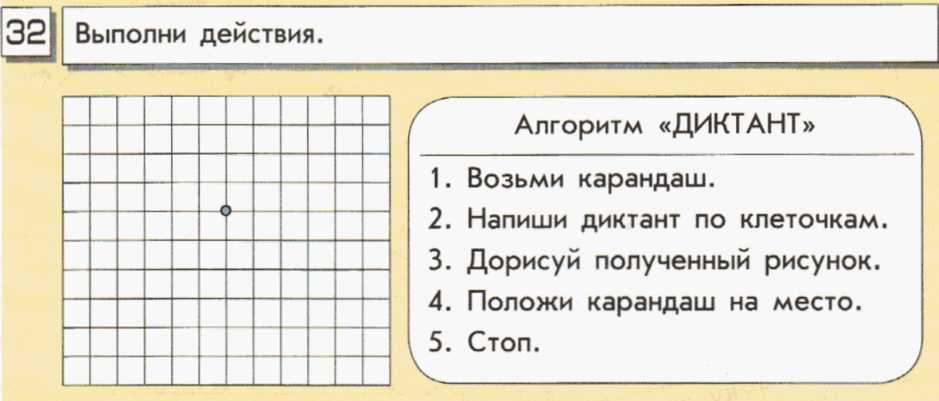 32
Выполни действия.
Алгоритм «ДИКТАНТ»
1. Возьми карандаш.
2. Напиши диктант по клеточкам.
3. Дорисуй полученный рисунок.
4. Положи карандаш на место.
5. Стоп.